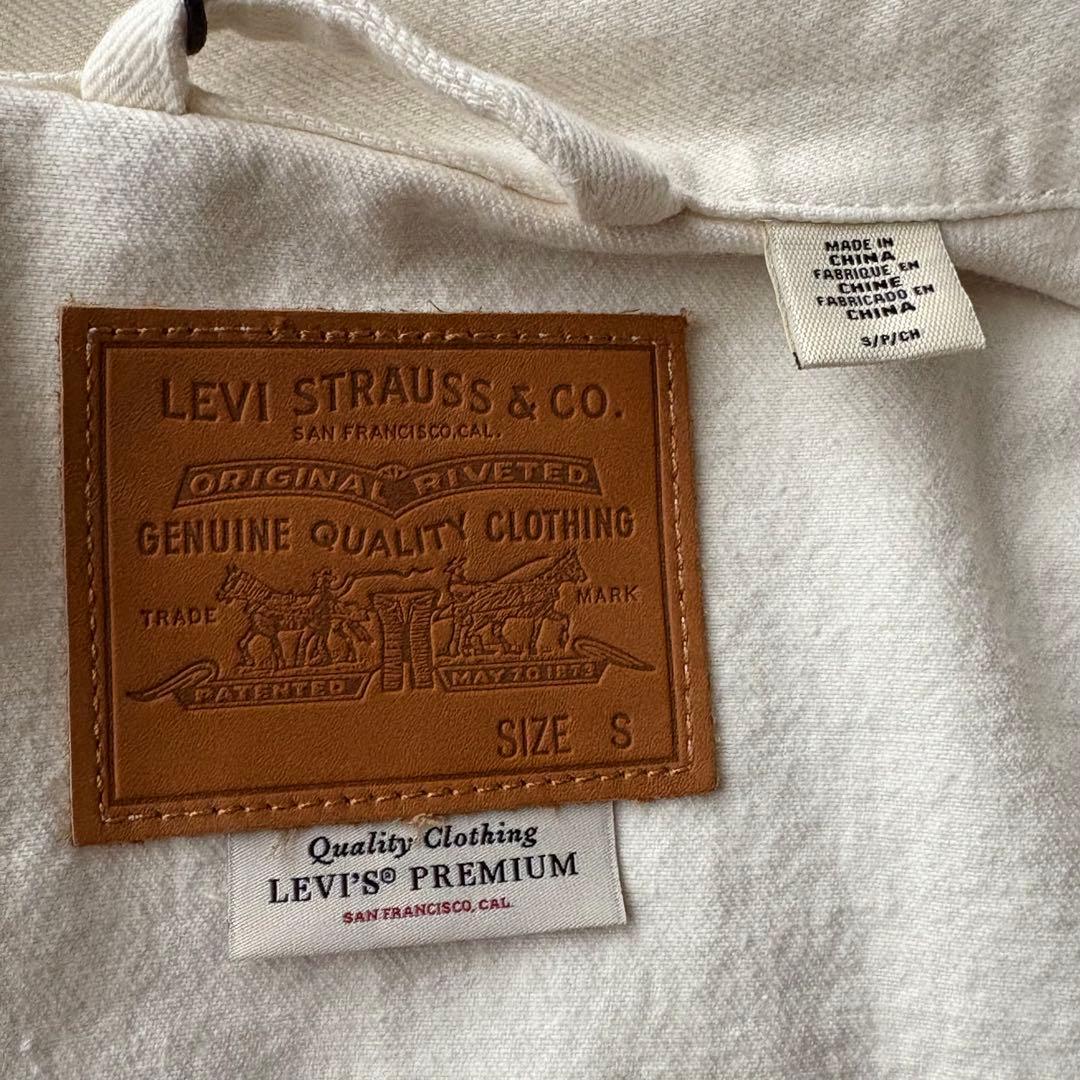 MADE IN
CHINA
FABRIQUE EN
CHINE
FABRICADO EN
CHINA
S/P/CH
LEVI STRAUSS & CO.
SAN FRANCISCO, CAL.
ORIGINAL RIVETED
GENUINE QUALITY CLOTHING
TRADE MARK
PATENTED MAY 20 1873
SIZE S
Quality Clothing
LEVI'S® PREMIUM
SAN FRANCISCO, CAL